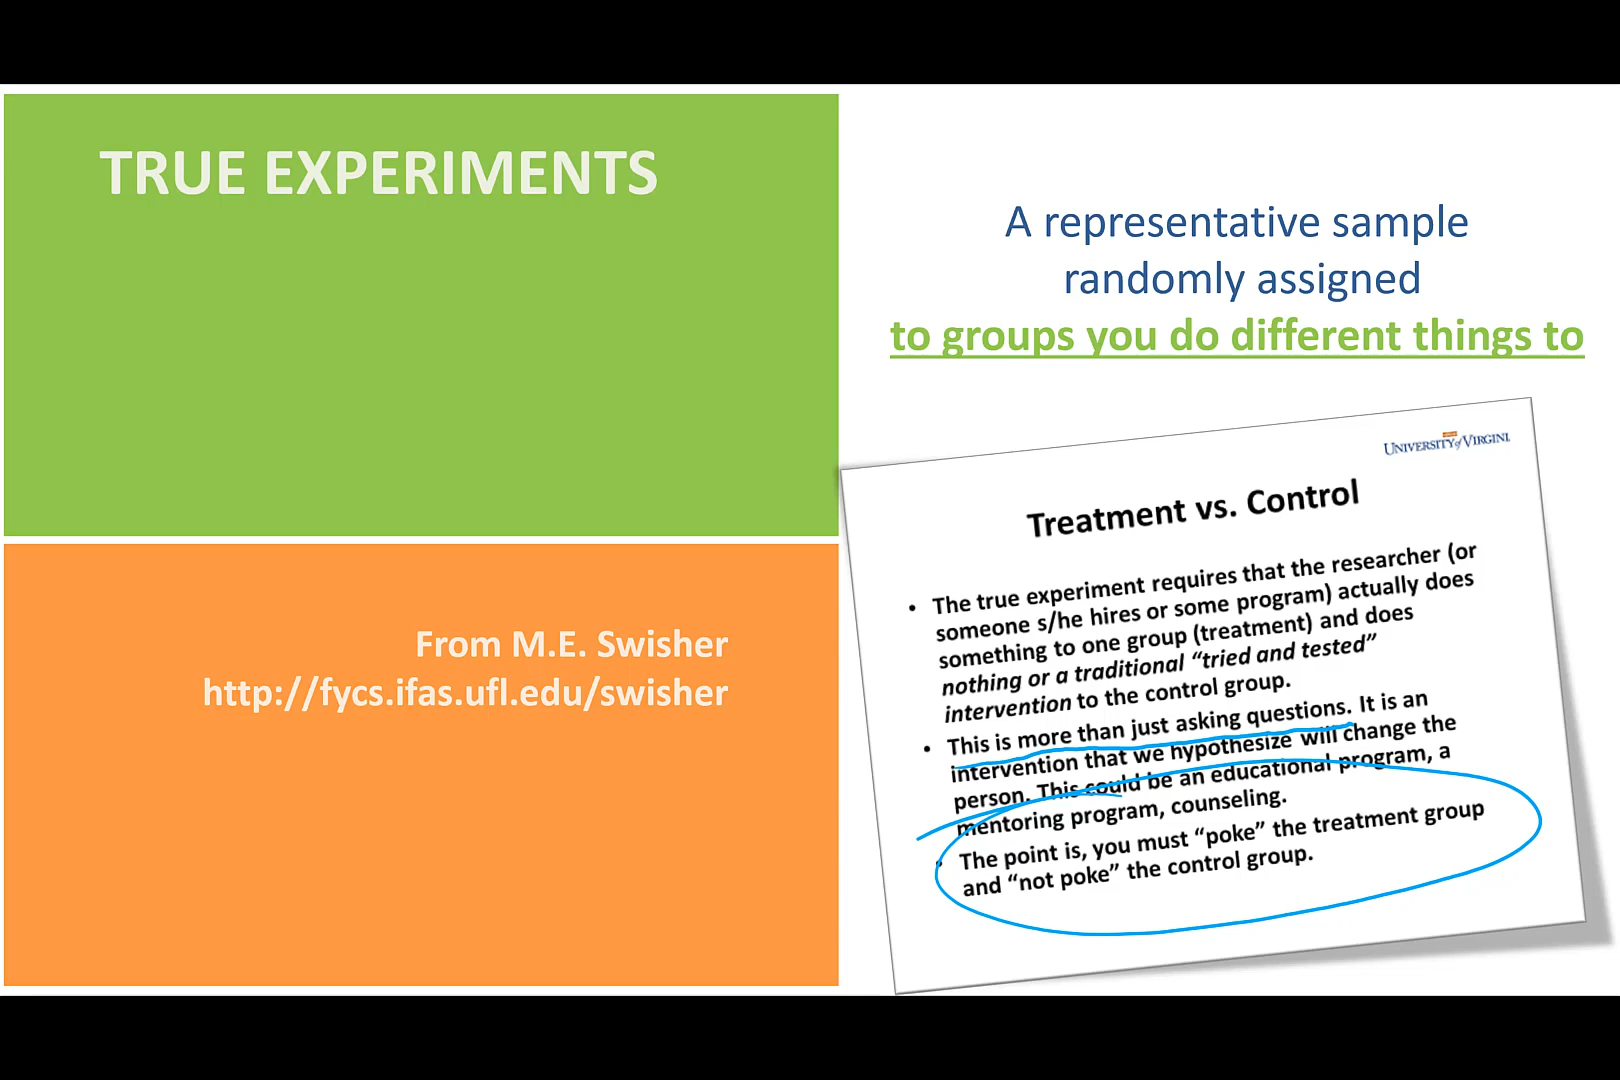 TRUE EXPERIMENTS
From M.E. Swisher
http://fycs.ifas.ufl.edu/swisher
A representative sample
randomly assigned
to groups you do different things to
UNIVERSITY of VIRGINI
Treatment vs. Control
• The true experiment requires that the researcher (or
someone s/he hires or some program) actually does
something to one group (treatment) and does
nothing or a traditional “tried and tested”
intervention to the control group.
• This is more than just asking questions. It is an
intervention that we hypothesize will change the
person. This could be an educational program, a
mentoring program, counseling.
• The point is, you must “poke” the treatment group
and “not poke” the control group.